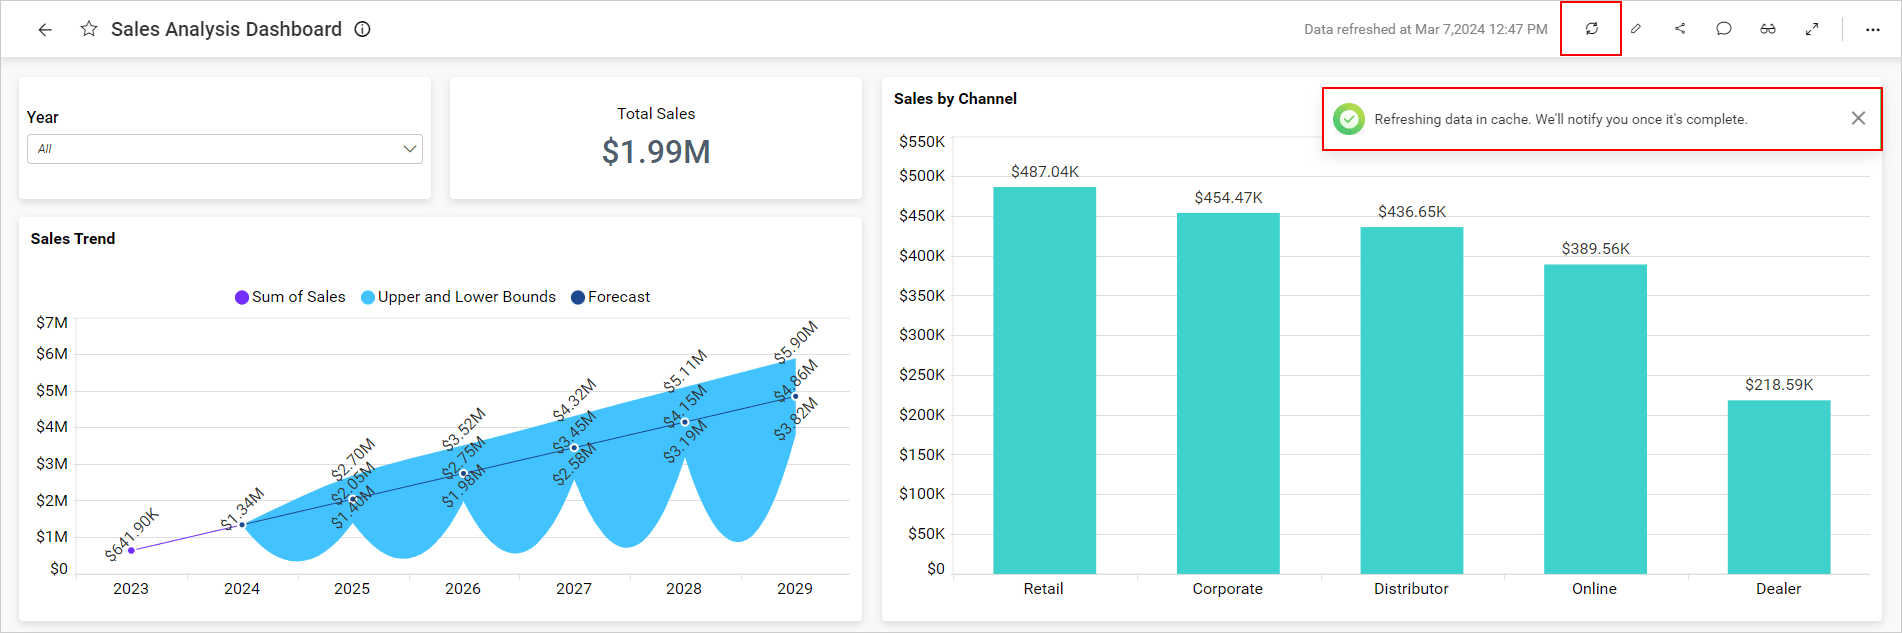 Sales Analysis Dashboard
Data refreshed at Mar 7,2024 12:47 PM
Year
All
Total Sales
$1.99M
Sales Trend
Sum of Sales
Upper and Lower Bounds
Forecast
$7M
$6M
$5M
$4M
$3M
$2M
$1M
$0
$641.90K
$1.34M
$2.70M
$2.05M
$1.40M
$3.52M
$2.75M
$1.98M
$4.32M
$3.45M
$2.58M
$5.11M
$4.15M
$3.19M
$5.90M
$4.86M
$3.82M
2023
2024
2025
2026
2027
2028
2029
Sales by Channel
Refreshing data in cache. We'll notify you once it's complete.
$550K
$500K
$450K
$400K
$350K
$300K
$250K
$200K
$150K
$100K
$50K
$0
$487.04K
$454.47K
$436.65K
$389.56K
$218.59K
Retail
Corporate
Distributor
Online
Dealer